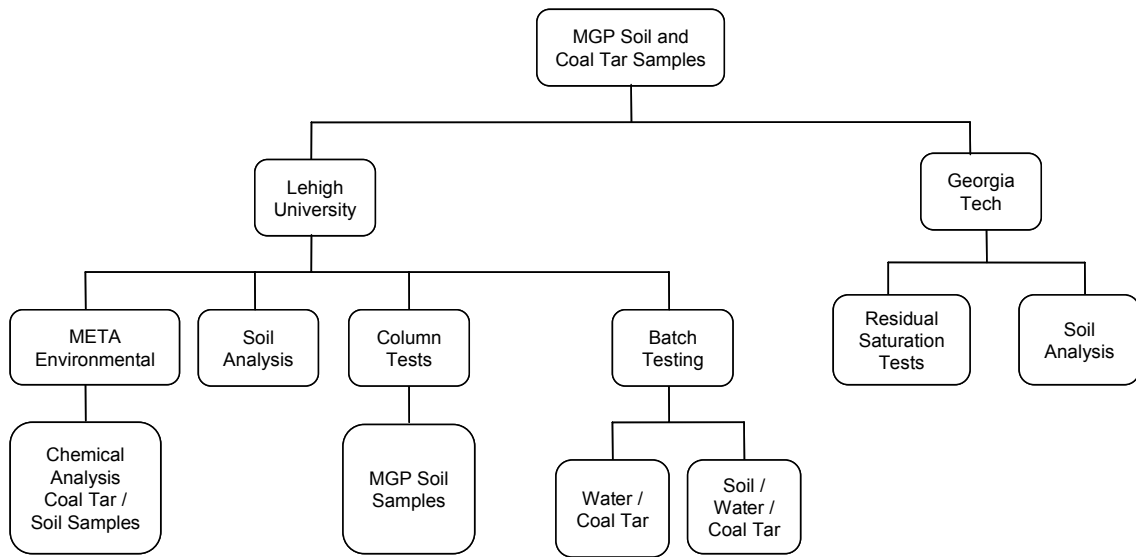 MGP Soil and
Coal Tar Samples
Lehigh
University
Georgia
Tech
META
Environmental
Soil
Analysis
Column
Tests
Batch
Testing
Residual
Saturation
Tests
Soil
Analysis
Chemical
Analysis
Coal Tar /
Soil Samples
MGP Soil
Samples
Water /
Coal Tar
Soil /
Water /
Coal Tar